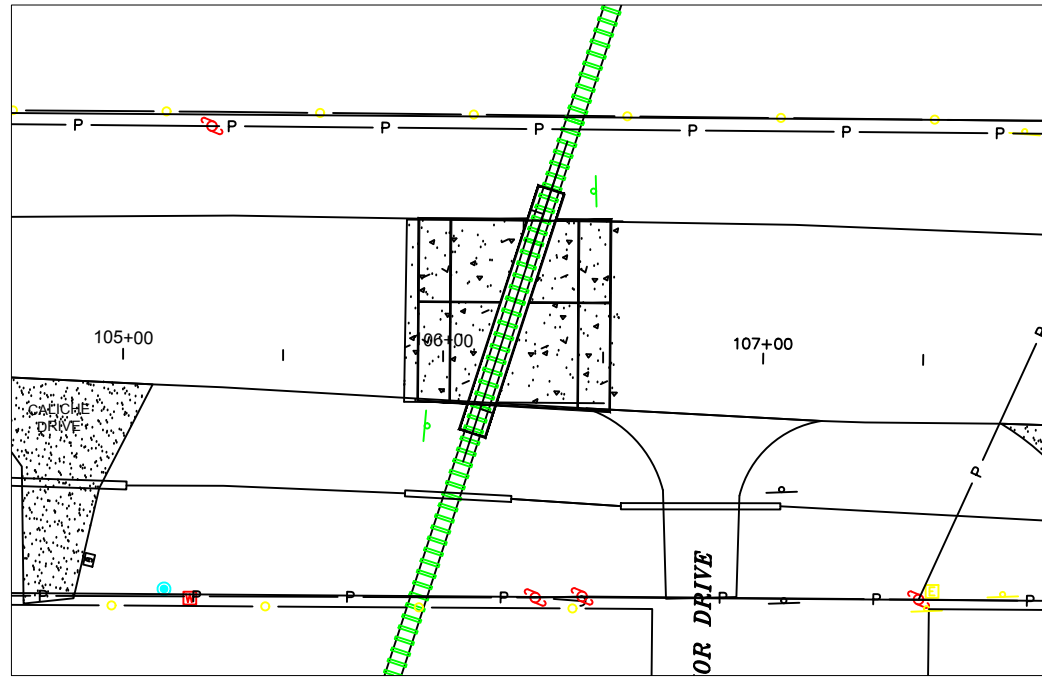 P P P P P P P
105+00
106+00
107+00
P
CALICHE
DRIVE
P
W
E
P P P P P P P
OR DRIVE